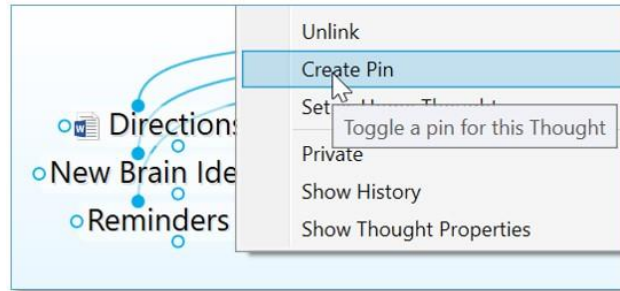 Unlink
Create Pin
Set
Toggle a pin for this Thought
Private
Show History
Show Thought Properties
Directions
New Brain Ide
Reminders